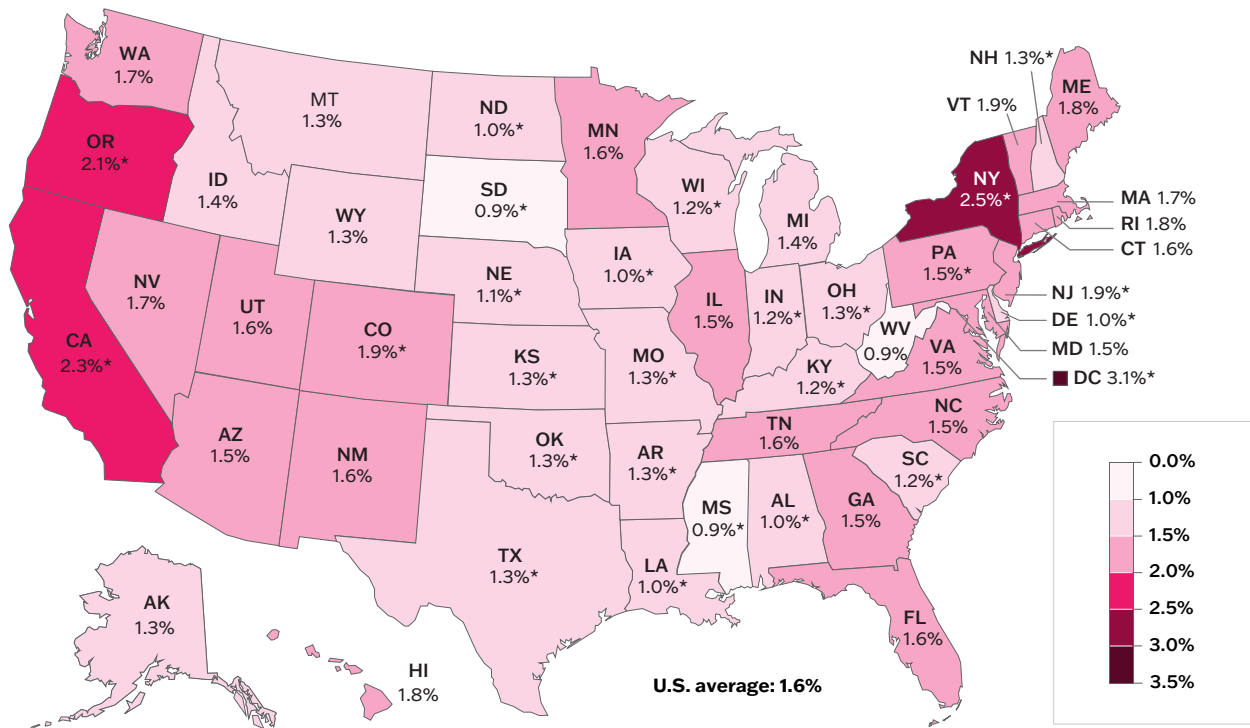 WA
1.7%
OR
2.1%*
CA
2.3%*
NV
1.7%
ID
1.4%
MT
1.3%
WY
1.3%
UT
1.6%
CO
1.9%*
AZ
1.5%
NM
1.6%
ND
1.0%*
SD
0.9%*
NE
1.1%*
KS
1.3%*
OK
1.3%*
TX
1.3%*
MN
1.6%
IA
1.0%*
MO
1.3%*
AR
1.3%*
LA
1.0%*
WI
1.2%*
IL
1.5%
MI
1.4%
IN
1.2%*
OH
1.3%*
KY
1.2%*
TN
1.6%
MS
0.9%*
AL
1.0%*
GA
1.5%
FL
1.6%
SC
1.2%*
NC
1.5%
VA
1.5%
WV
0.9%
PA
1.5%*
NY
2.5%*
VT 1.9%
NH 1.3%*
ME
1.8%
MA 1.7%
RI 1.8%
CT 1.6%
NJ 1.9%*
DE 1.0%*
MD 1.5%
DC 3.1%*
AK
1.3%
HI
1.8%
U.S. average: 1.6%
0.0%
1.0%
1.5%
2.0%
2.5%
3.0%
3.5%